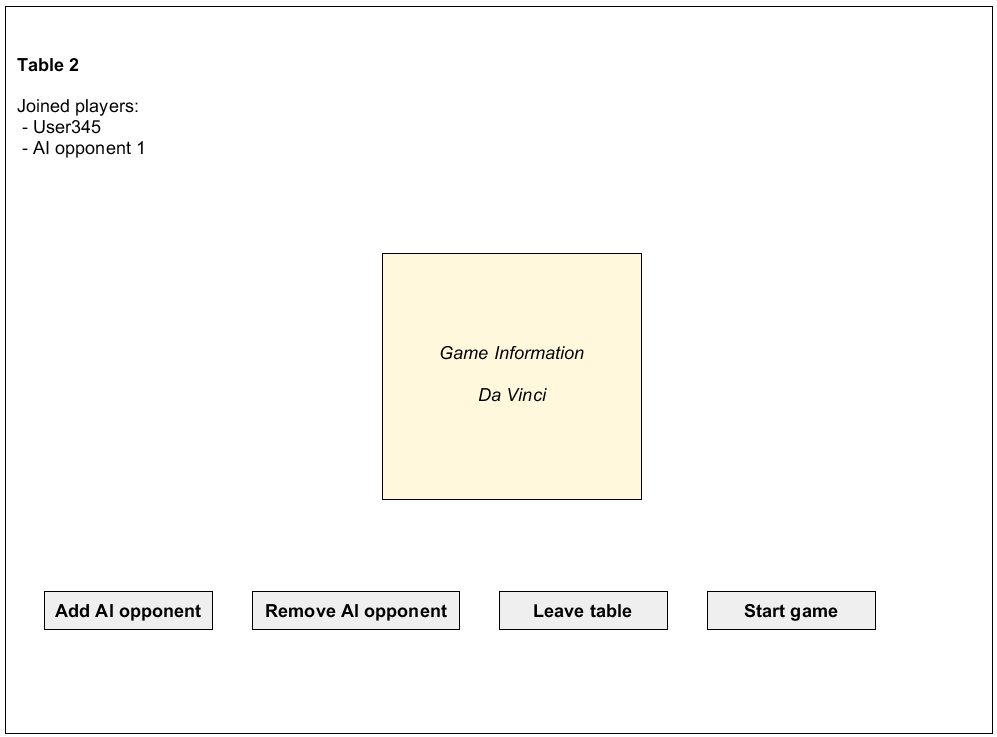 Table 2
Joined players:
- User345
- AI opponent 1
Game Information
Da Vinci
Add AI opponent
Remove AI opponent
Leave table
Start game